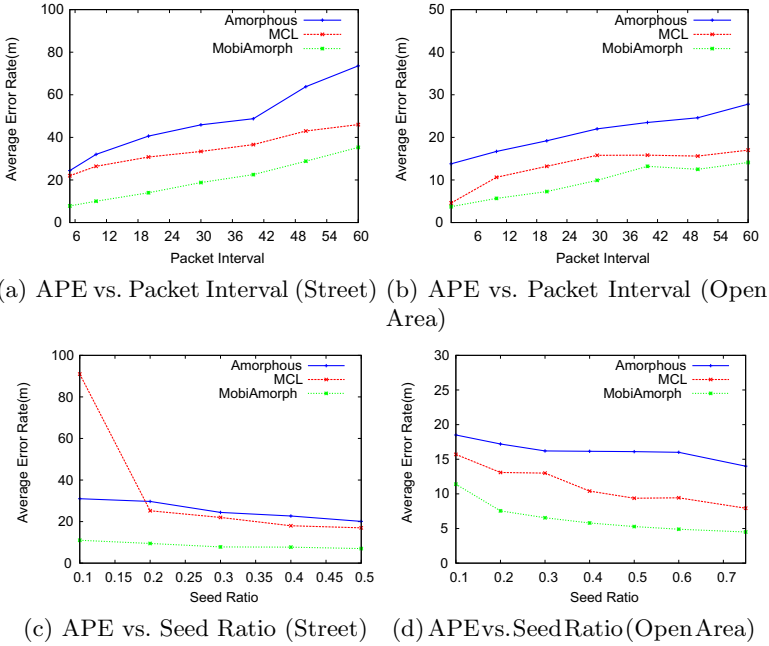 100
80
60
40
20
0
Average Error Rate(m)
Amorphous
MCL
MobiAmorph
6 12 18 24 30 36 42 48 54 60
Packet Interval
50
40
30
20
10
0
Average Error Rate(m)
Amorphous
MCL
MobiAmorph
6 12 18 24 30 36 42 48 54 60
Packet Interval
(a) APE vs. Packet Interval (Street)
(b) APE vs. Packet Interval (Open
Area)
100
80
60
40
20
0
Average Error Rate(m)
Amorphous
MCL
MobiAmorph
0.1 0.15 0.2 0.25 0.3 0.35 0.4 0.45 0.5
Seed Ratio
30
25
20
15
10
5
0
Average Error Rate(m)
Amorphous
MCL
MobiAmorph
0.1 0.2 0.3 0.4 0.5 0.6 0.7
Seed Ratio
(c) APE vs. Seed Ratio (Street)
(d) APE vs. Seed Ratio (Open Area)